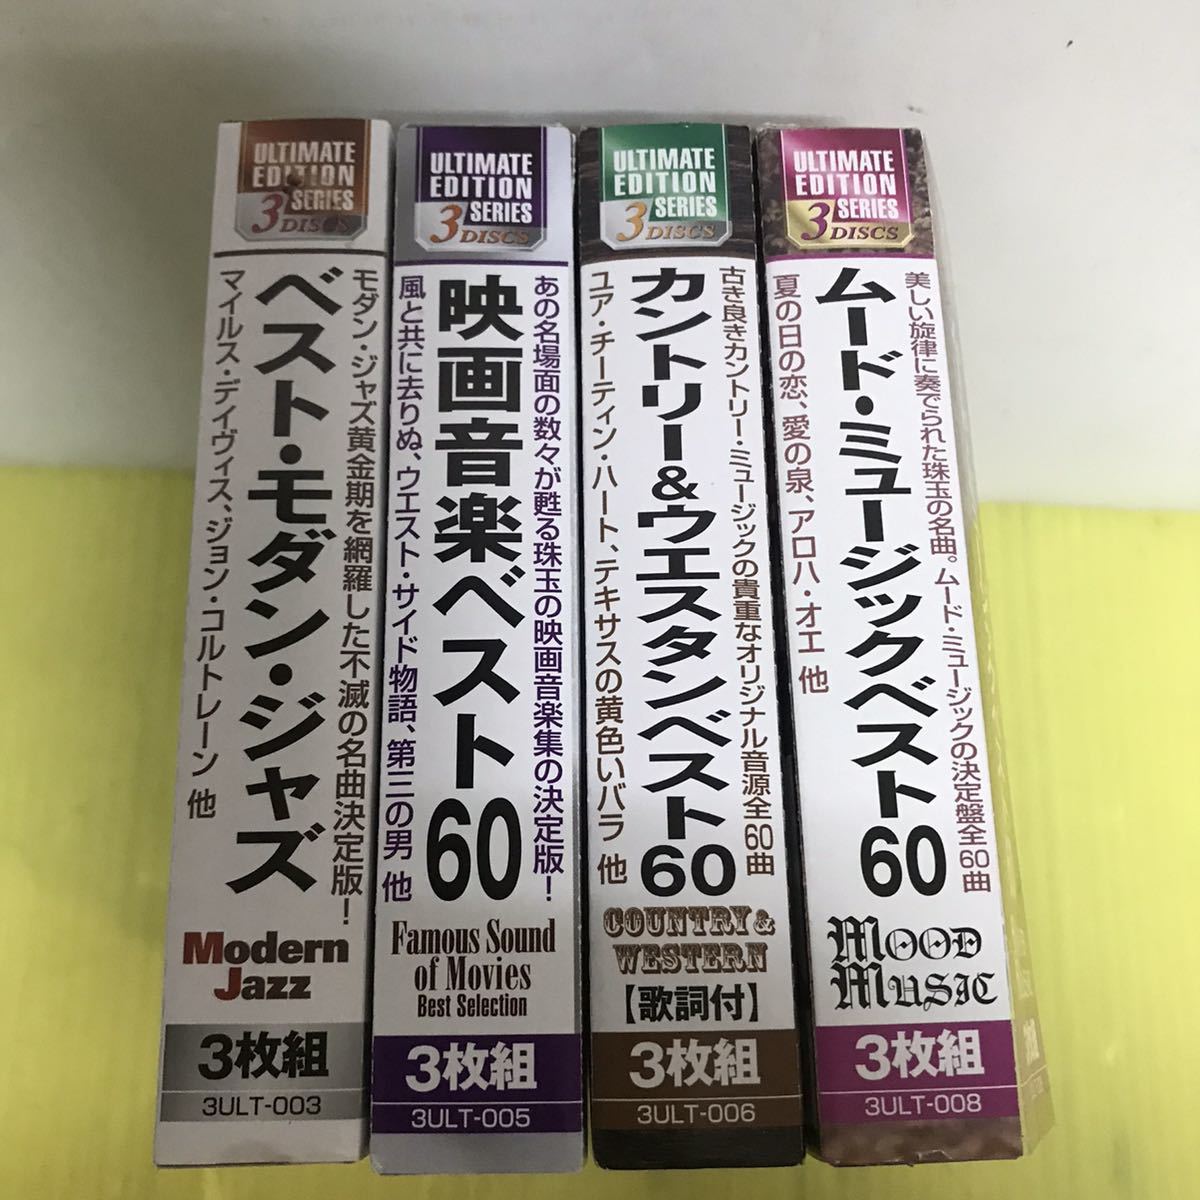 ULTIMATE
EDITION
SERIES
3 DISCS
モダン・ジャズ黄金期を網羅した不滅の名曲決定版!
ベスト・モダン・ジャズ
マイルス・デイヴィス、ジョン・コルトレーン 他
Modern
Jazz
3枚組
3ULT-003
ULTIMATE
EDITION
SERIES
3 DISCS
あの名場面の数々が甦る珠玉の映画音楽集の決定版!
映画音楽ベスト60
風と共に去りぬ、ウエスト・サイド物語、第三の男 他
Famous Sound
of Movies
Best Selection
3枚組
3ULT-005
ULTIMATE
EDITION
SERIES
3 DISCS
古き良きカントリー・ミュージックの貴重なオリジナル音源全60曲
カントリー&ウエスタンベスト60
ユア・チーティン・ハート、テキサスの黄色いバラ 他
COUNTRY &
WESTERN
【歌詞付】
3枚組
3ULT-006
ULTIMATE
EDITION
SERIES
3 DISCS
美しい旋律に奏でられた珠玉の名曲。ムード・ミュージックの決定盤全60曲
ムード・ミュージックベスト60
夏の日の恋、愛の泉、アロハ・オエ 他
MOOD
MUSIC
3枚組
3ULT-008